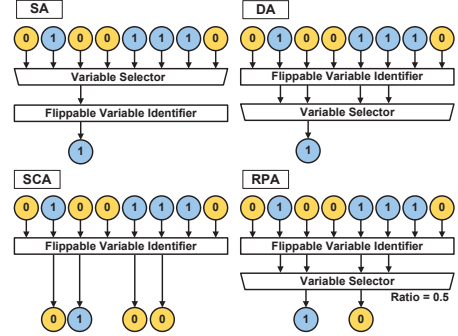 SA
0 1 0 0 1 1 1 0
Variable Selector
Flippable Variable Identifier
1
DA
0 1 0 0 1 1 1 0
Flippable Variable Identifier
Variable Selector
1
SCA
0 1 0 0 1 1 1 0
Flippable Variable Identifier
0 1 0 0
RPA
0 1 0 0 1 1 1 0
Flippable Variable Identifier
Variable Selector
Ratio = 0.5
1 0